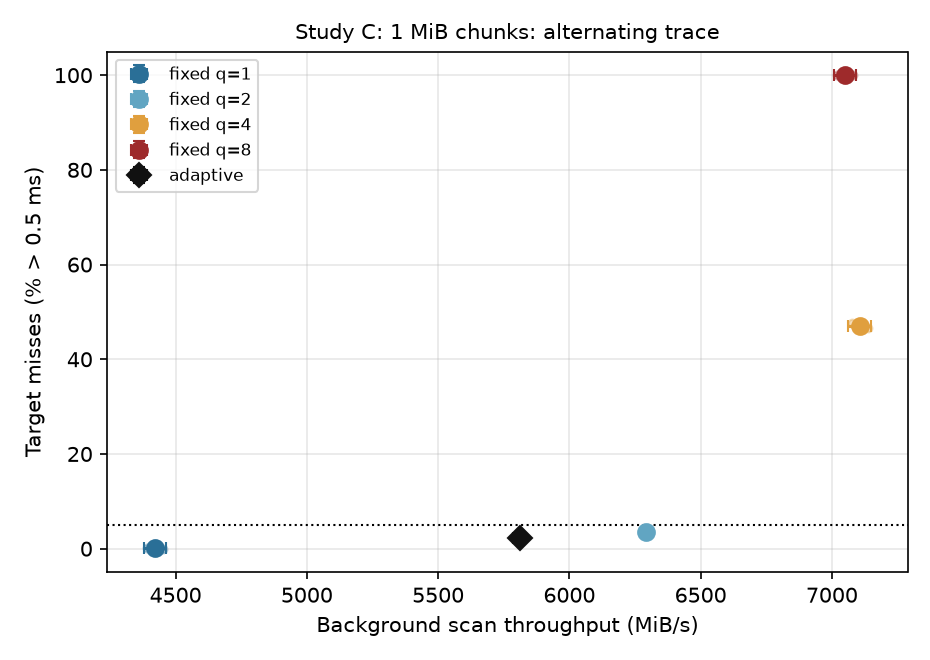 Study C: 1 MiB chunks: alternating trace
fixed q=1
fixed q=2
fixed q=4
fixed q=8
adaptive
Target misses (% > 0.5 ms)
100
80
60
40
20
0
4500 5000 5500 6000 6500 7000
Background scan throughput (MiB/s)